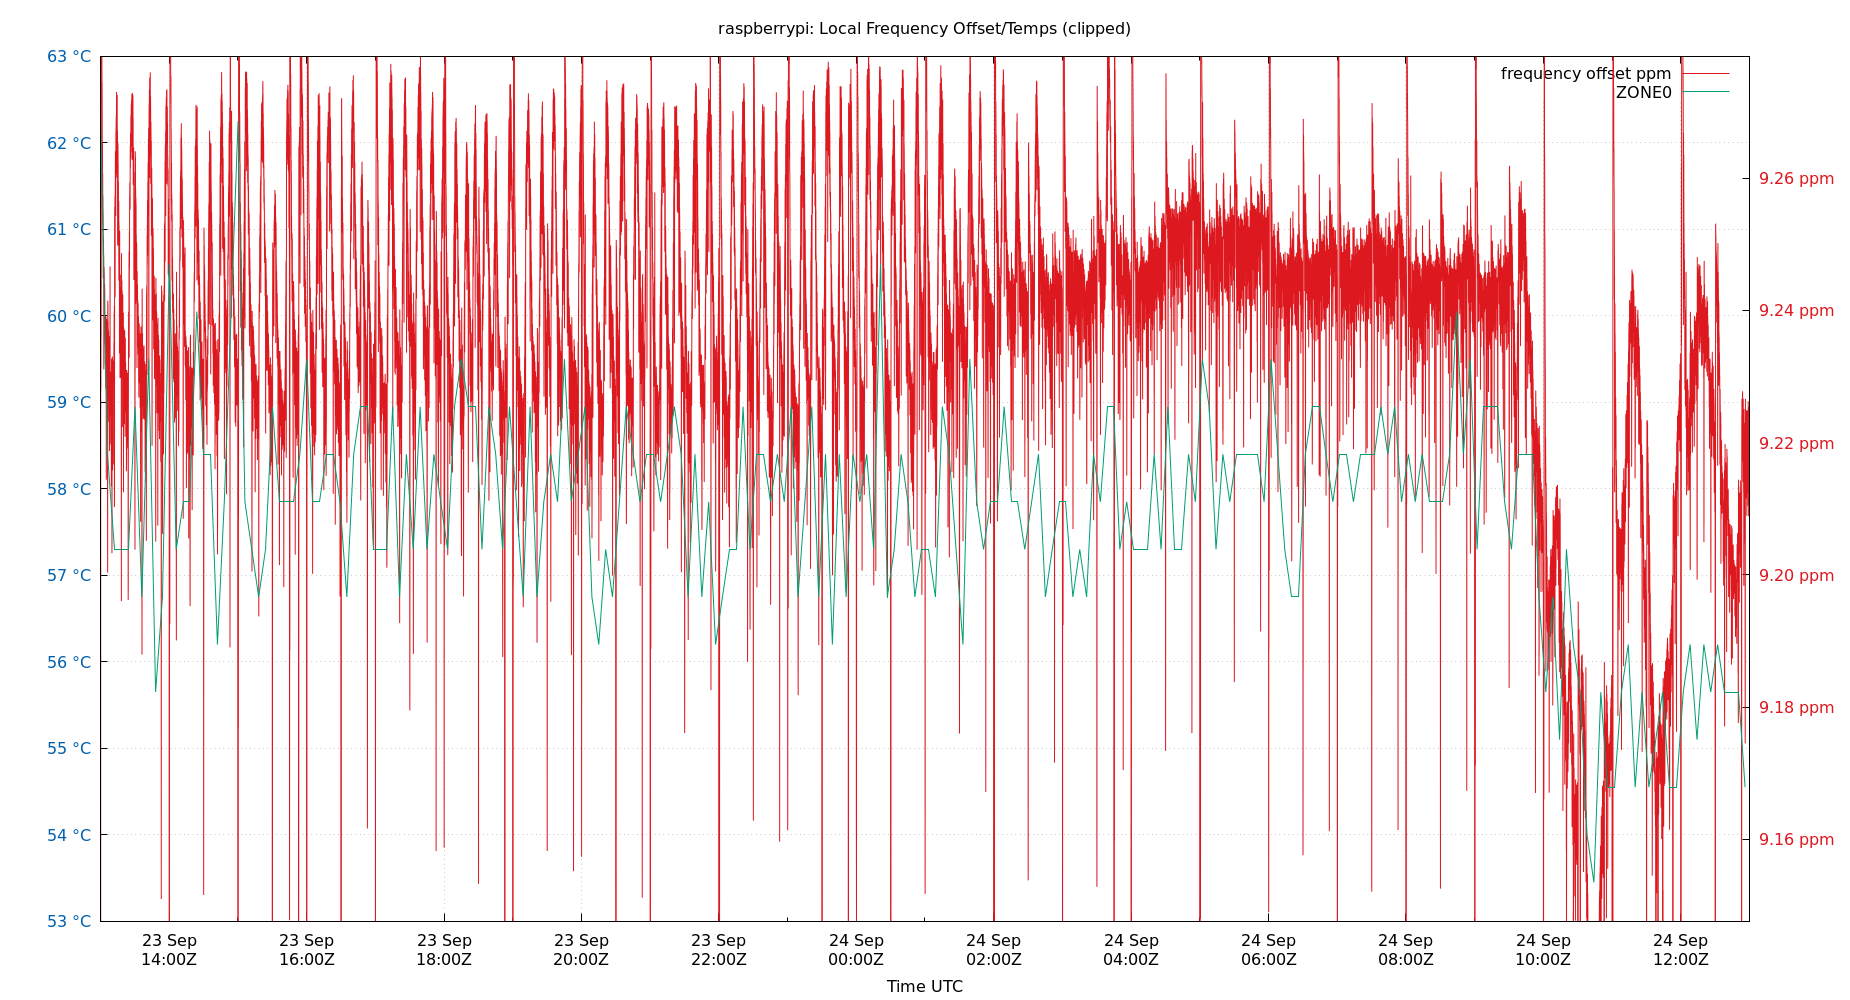 raspberrypi: Local Frequency Offset/Temps (clipped)
63 °C
62 °C
61 °C
60 °C
59 °C
58 °C
57 °C
56 °C
55 °C
54 °C
53 °C
frequency offset ppm
ZONE0
9.26 ppm
9.24 ppm
9.22 ppm
9.20 ppm
9.18 ppm
9.16 ppm
23 Sep
14:00Z
23 Sep
16:00Z
23 Sep
18:00Z
23 Sep
20:00Z
23 Sep
22:00Z
24 Sep
00:00Z
24 Sep
02:00Z
24 Sep
04:00Z
24 Sep
06:00Z
24 Sep
08:00Z
24 Sep
10:00Z
24 Sep
12:00Z
Time UTC